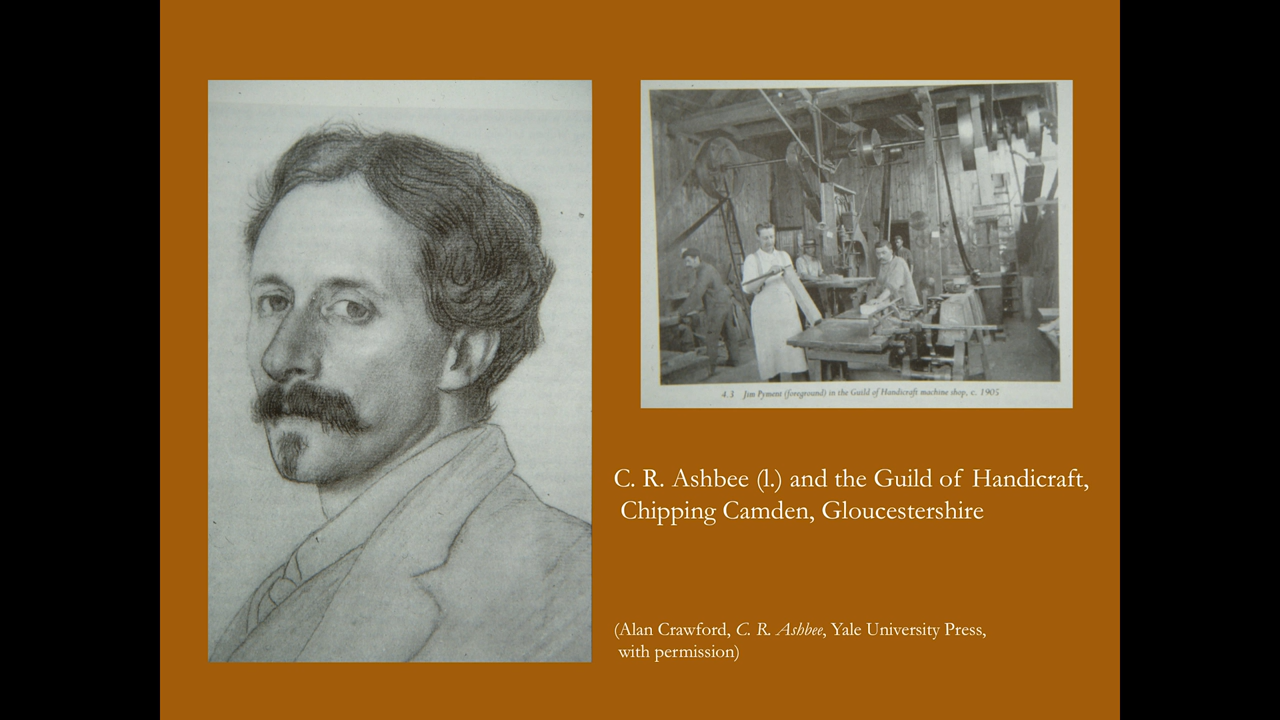 4.3 Jim Pyment (foreground) in the Guild of Handicraft machine shop, c. 1905
C. R. Ashbee (l.) and the Guild of Handicraft,
Chipping Camden, Gloucestershire
(Alan Crawford, C. R. Ashbee, Yale University Press,
with permission)